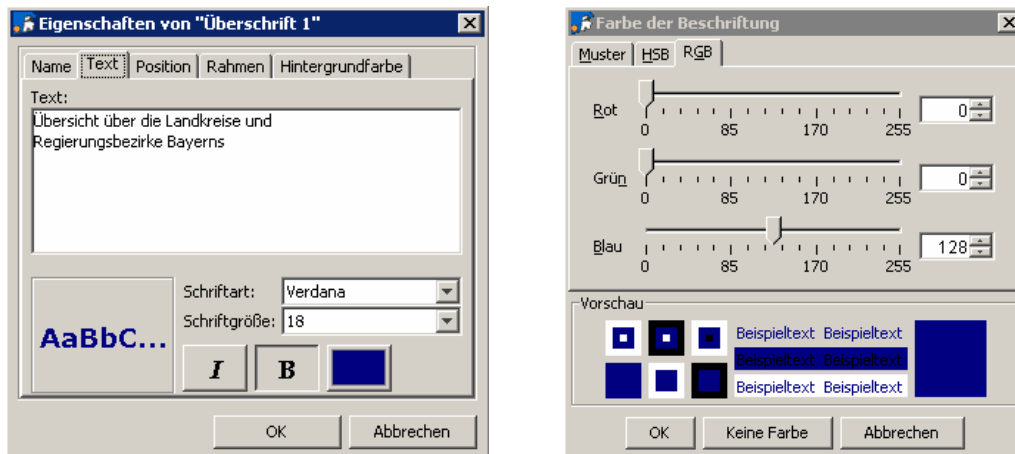 Eigenschaften von "Überschrift 1"
Name Text Position Rahmen Hintergrundfarbe
Text:
Übersicht über die Landkreise und
Regierungsbezirke Bayerns
AaBbC...
Schriftart: Verdana
Schriftgröße: 18
I B
OK Abbrechen
Farbe der Beschriftung
Muster HSB RGB
Rot 0
0 85 170 255
Grün 0
0 85 170 255
Blau 128
0 85 170 255
Vorschau
Beispieltext Beispieltext
Beispieltext Beispieltext
Beispieltext Beispieltext
OK Keine Farbe Abbrechen